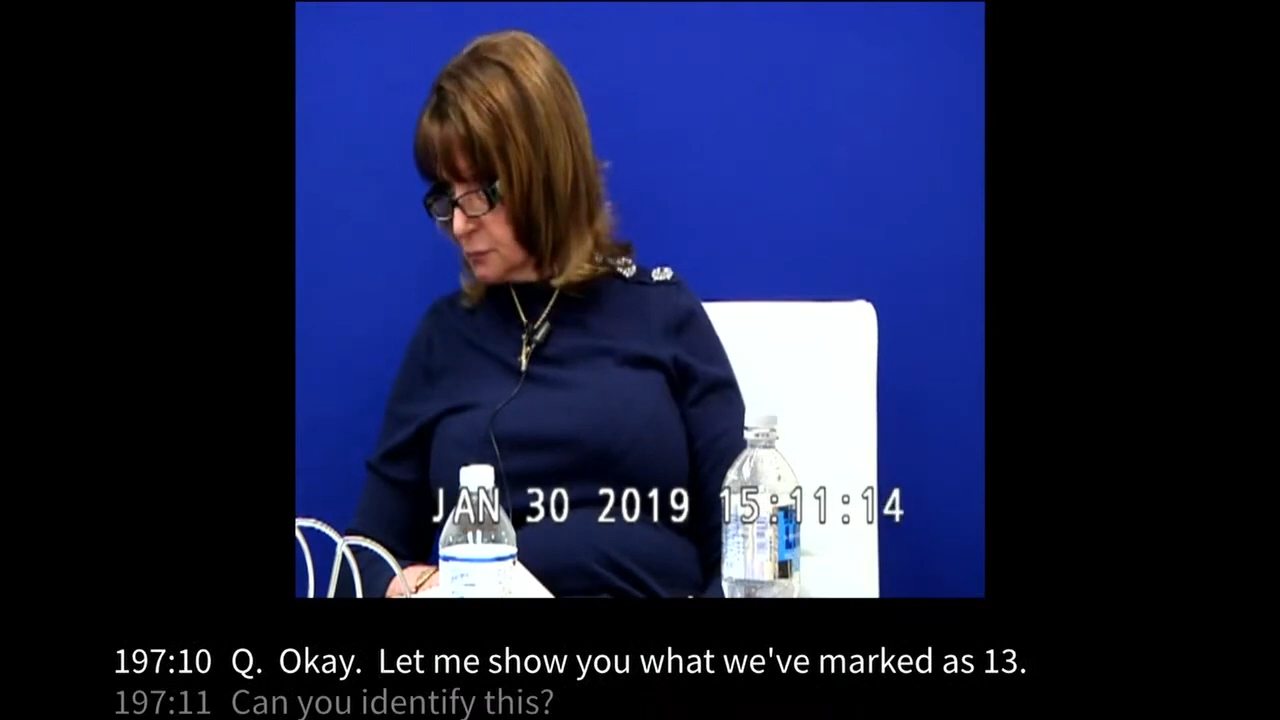 JAN 30 2019 15:11:14
197:10 Q. Okay. Let me show you what we've marked as 13.
197:11 Can you identify this?